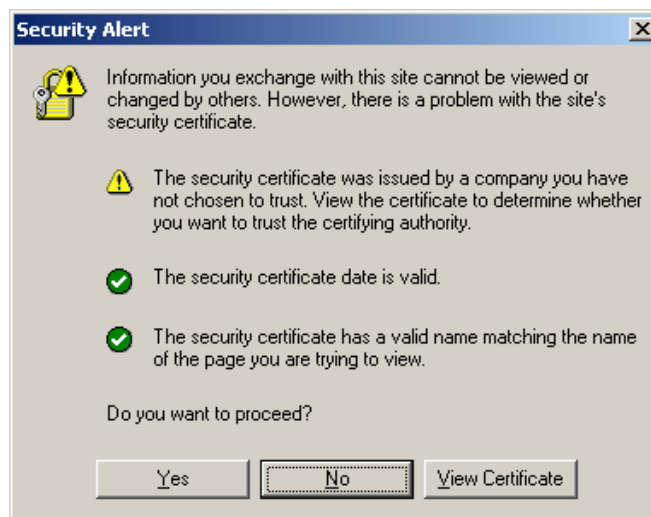 Security Alert
Information you exchange with this site cannot be viewed or
changed by others. However, there is a problem with the site's
security certificate.
The security certificate was issued by a company you have
not chosen to trust. View the certificate to determine whether
you want to trust the certifying authority.
The security certificate date is valid.
The security certificate has a valid name matching the name
of the page you are trying to view.
Do you want to proceed?
Yes No View Certificate